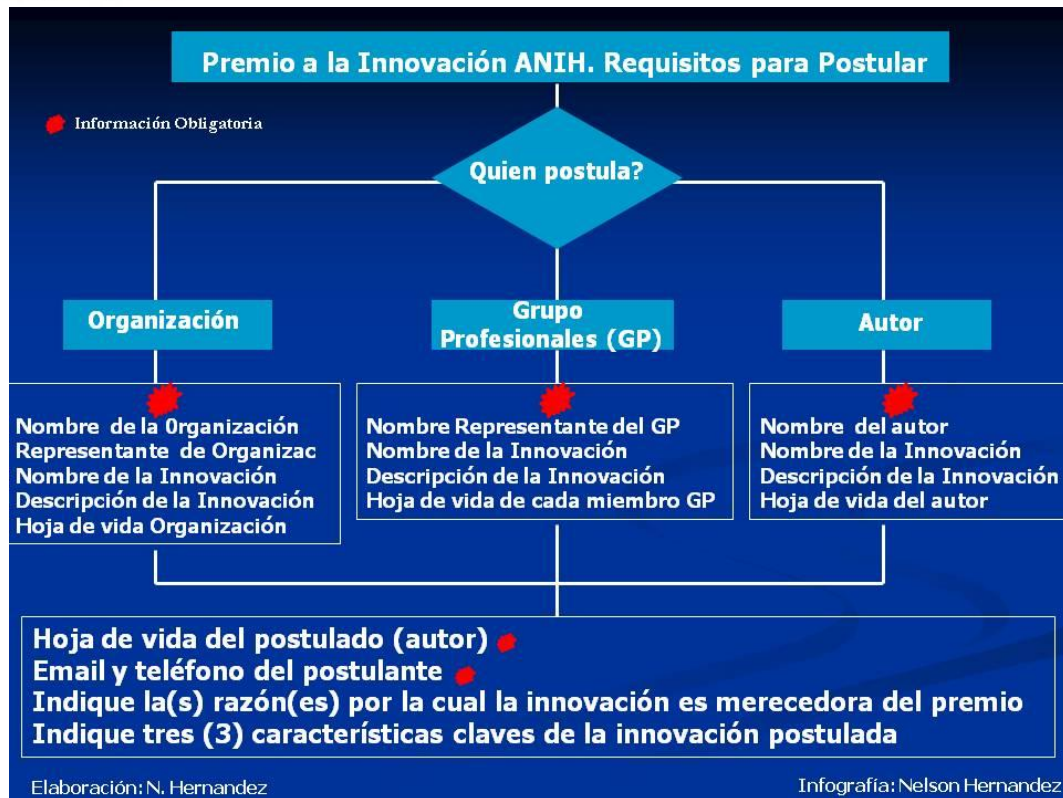 Premio a la Innovación ANIH. Requisitos para Postular
Información Obligatoria
Quien postula?
Organización
Grupo
Profesionales (GP)
Autor
Nombre de la 0rganización
Representante de Organizac
Nombre de la Innovación
Descripción de la Innovación
Hoja de vida Organización
Nombre Representante del GP
Nombre de la Innovación
Descripción de la Innovación
Hoja de vida de cada miembro GP
Nombre del autor
Nombre de la Innovación
Descripción de la Innovación
Hoja de vida del autor
Hoja de vida del postulado (autor)
Email y teléfono del postulante
Indique la(s) razón(es) por la cual la innovación es merecedora del premio
Indique tres (3) características claves de la innovación postulada
Elaboración: N. Hernandez
Infografía: Nelson Hernandez